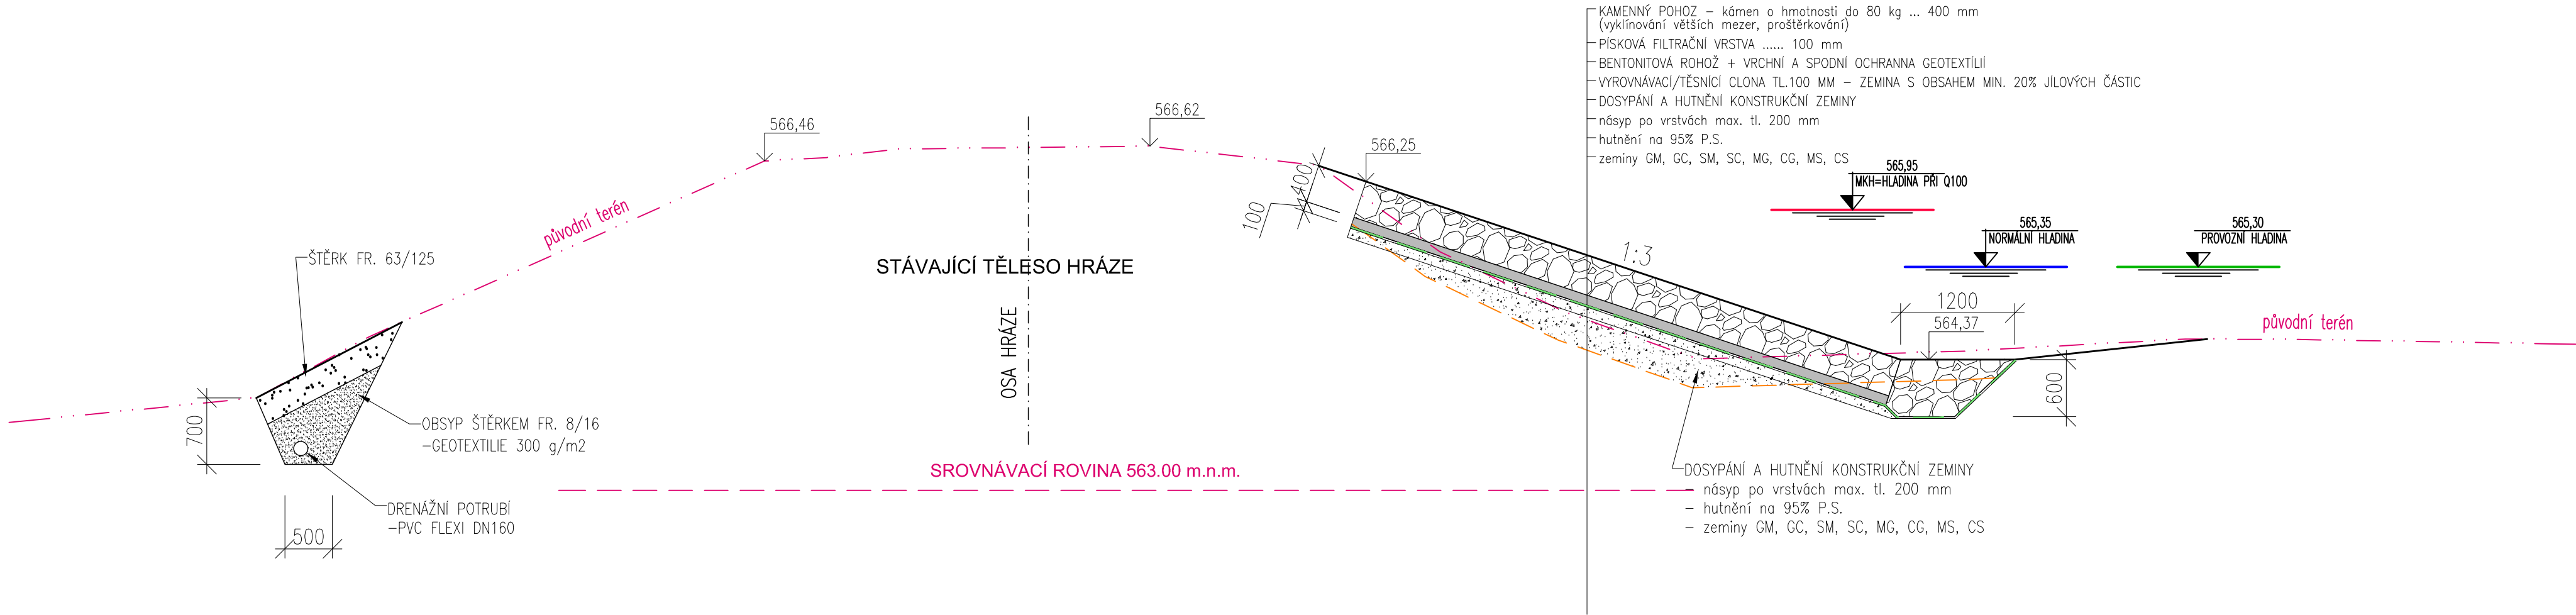 KAMENNÝ POHOZ – kámen o hmotnosti do 80 kg ... 400 mm
(vyklínování větších mezer, proštěrkování)
PÍSKOVÁ FILTRAČNÍ VRSTVA ...... 100 mm
BENTONITOVÁ ROHOŽ + VRCHNÍ A SPODNÍ OCHRANNA GEOTEXTÍLIÍ
VYROVNÁVACÍ/TĚSNÍCÍ CLONA TL.100 MM – ZEMINA S OBSAHEM MIN. 20% JÍLOVÝCH ČÁSTIC
DOSYPÁNÍ A HUTNĚNÍ KONSTRUKČNÍ ZEMINY
násyp po vrstvách max. tl. 200 mm
hutnění na 95% P.S.
zeminy GM, GC, SM, SC, MG, CG, MS, CS
566,46
566,62
566,25
400
100
1:3
565,95
MKH=HLADINA PŘI Q100
565,35
NORMÁLNÍ HLADINA
565,30
PROVOZNÍ HLADINA
původní terén
ŠTĚRK FR. 63/125
STÁVAJÍCÍ TĚLESO HRÁZE
OSA HRÁZE
1200
564,37
původní terén
600
700
OBSYP ŠTĚRKEM FR. 8/16
–GEOTEXTILIE 300 g/m2
DRENÁŽNÍ POTRUBÍ
–PVC FLEXI DN160
500
SROVNÁVACÍ ROVINA 563.00 m.n.m.
DOSYPÁNÍ A HUTNĚNÍ KONSTRUKČNÍ ZEMINY
– násyp po vrstvách max. tl. 200 mm
– hutnění na 95% P.S.
– zeminy GM, GC, SM, SC, MG, CG, MS, CS